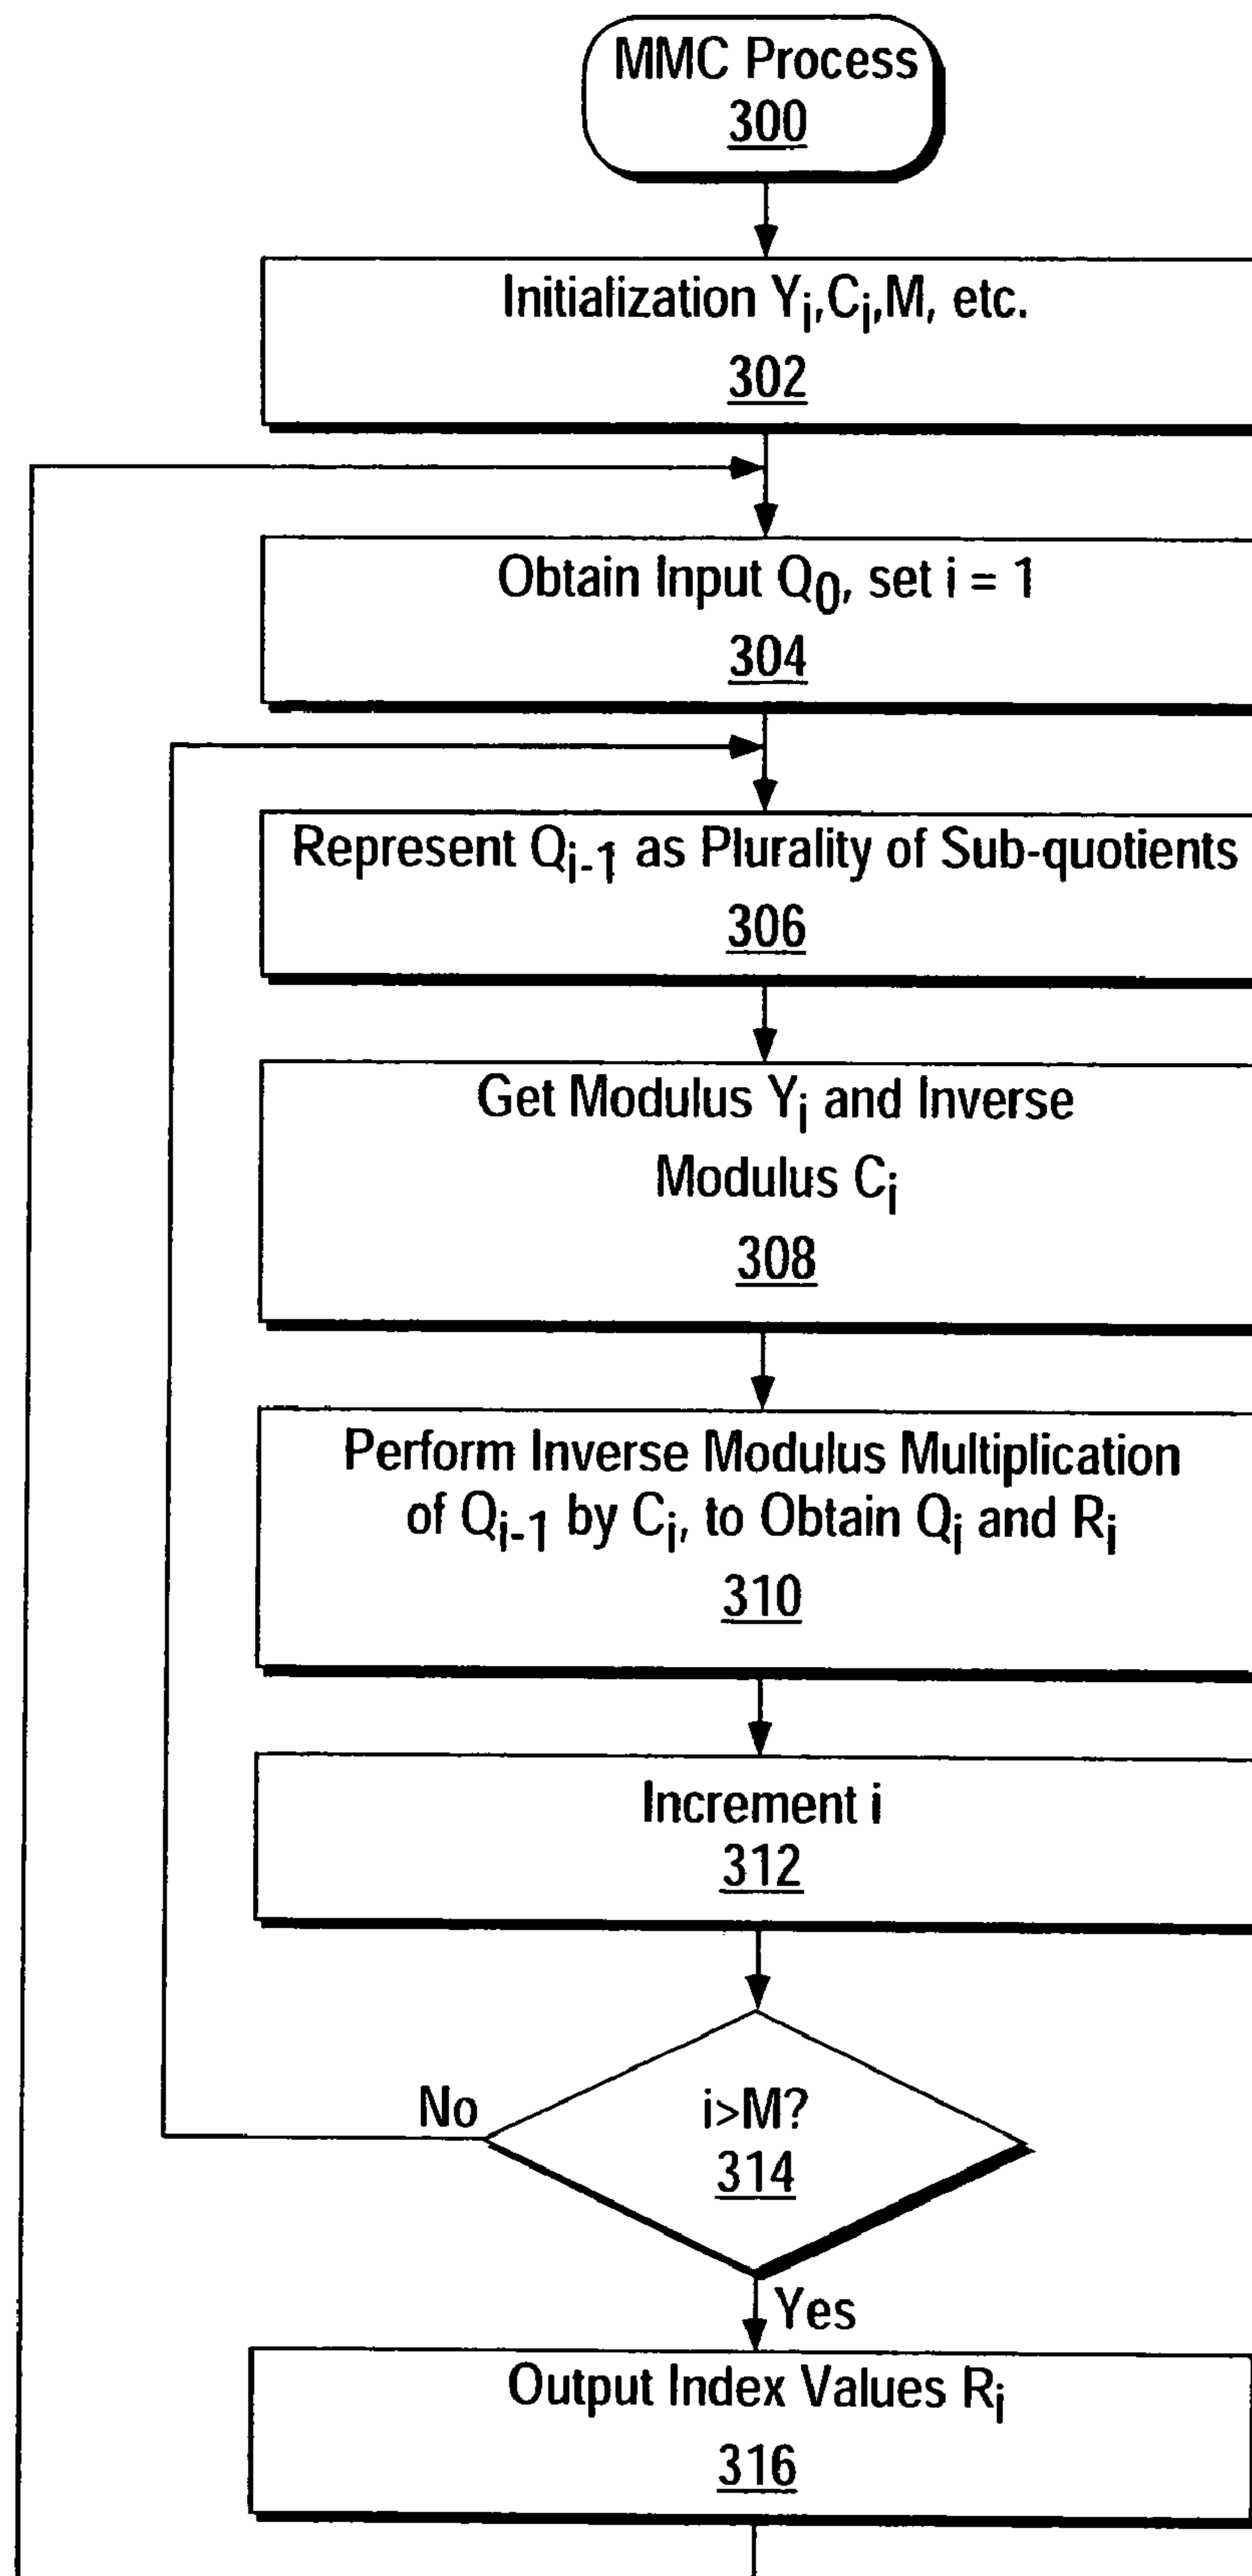 MMC Process
300
Initialization Yi,Ci,M, etc.
302
Obtain Input Q0, set i = 1
304
Represent Qi-1 as Plurality of Sub-quotients
306
Get Modulus Yi and Inverse
Modulus Ci
308
Perform Inverse Modulus Multiplication
of Qi-1 by Ci, to Obtain Qi and Ri
310
Increment i
312
i>M?
314
No
Yes
Output Index Values Ri
316